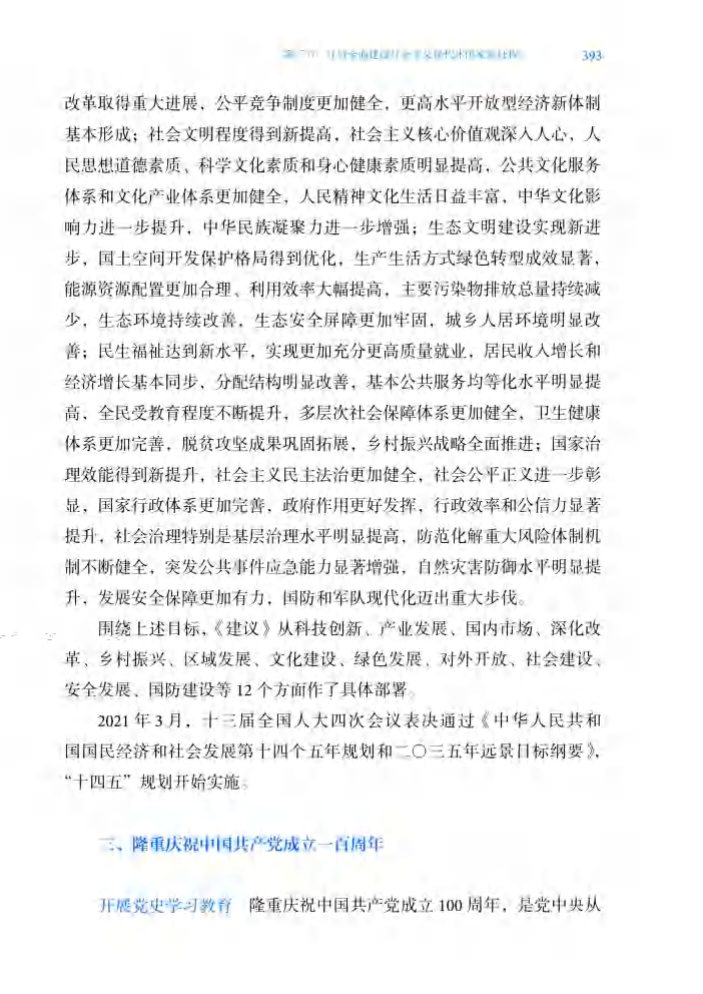 393
改革取得重大进展，公平竞争制度更加健全，更高水平开放型经济新体制
基本形成；社会文明程度得到新提高，社会主义核心价值观深入人心，人
民思想道德素质、科学文化素质和身心健康素质明显提高，公共文化服务
体系和文化产业体系更加健全，人民精神文化生活日益丰富，中华文化影
响力进一步提升，中华民族凝聚力进一步增强；生态文明建设实现新进
步，国土空间开发保护格局得到优化，生产生活方式绿色转型成效显著，
能源资源配置更加合理、利用效率大幅提高，主要污染物排放总量持续减
少，生态环境持续改善，生态安全屏障更加牢固，城乡人居环境明显改
善；民生福祉达到新水平，实现更加充分更高质量就业，居民收入增长和
经济增长基本同步，分配结构明显改善，基本公共服务均等化水平明显提
高，全民受教育程度不断提升，多层次社会保障体系更加健全，卫生健康
体系更加完善，脱贫攻坚成果巩固拓展，乡村振兴战略全面推进；国家治
理效能得到新提升，社会主义民主法治更加健全，社会公平正义进一步彰
显，国家行政体系更加完善，政府作用更好发挥，行政效率和公信力显著
提升，社会治理特别是基层治理水平明显提高，防范化解重大风险体制机
制不断健全，突发公共事件应急能力显著增强，自然灾害防御水平明显提
升，发展安全保障更加有力，国防和军队现代化迈出重大步伐。
围绕上述目标，《建议》从科技创新、产业发展、国内市场、深化改
革、乡村振兴、区域发展、文化建设、绿色发展、对外开放、社会建设、
安全发展、国防建设等 12 个方面作了具体部署。
2021 年 3 月，十三届全国人大四次会议表决通过《中华人民共和
国国民经济和社会发展第十四个五年规划和二〇三五年远景目标纲要》，
“十四五”规划开始实施。
三、隆重庆祝中国共产党成立一百周年
开展党史学习教育 隆重庆祝中国共产党成立 100 周年，是党中央从